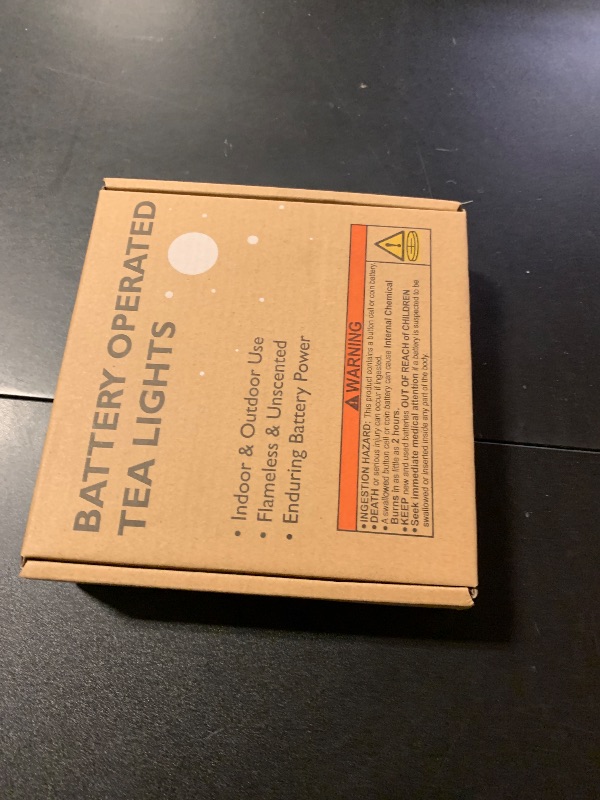 BATTERY OPERATED
TEA LIGHTS
• Indoor & Outdoor Use
• Flameless & Unscented
• Enduring Battery Power
WARNING
• INGESTION HAZARD: This product contains a button cell or coin battery.
• DEATH or serious injury can occur if ingested.
• A swallowed button cell or coin battery can cause Internal Chemical
Burns in as little as 2 hours.
• KEEP new and used batteries OUT OF REACH of CHILDREN
• Seek immediate medical attention if a battery is suspected to be
swallowed or inserted inside any part of the body.